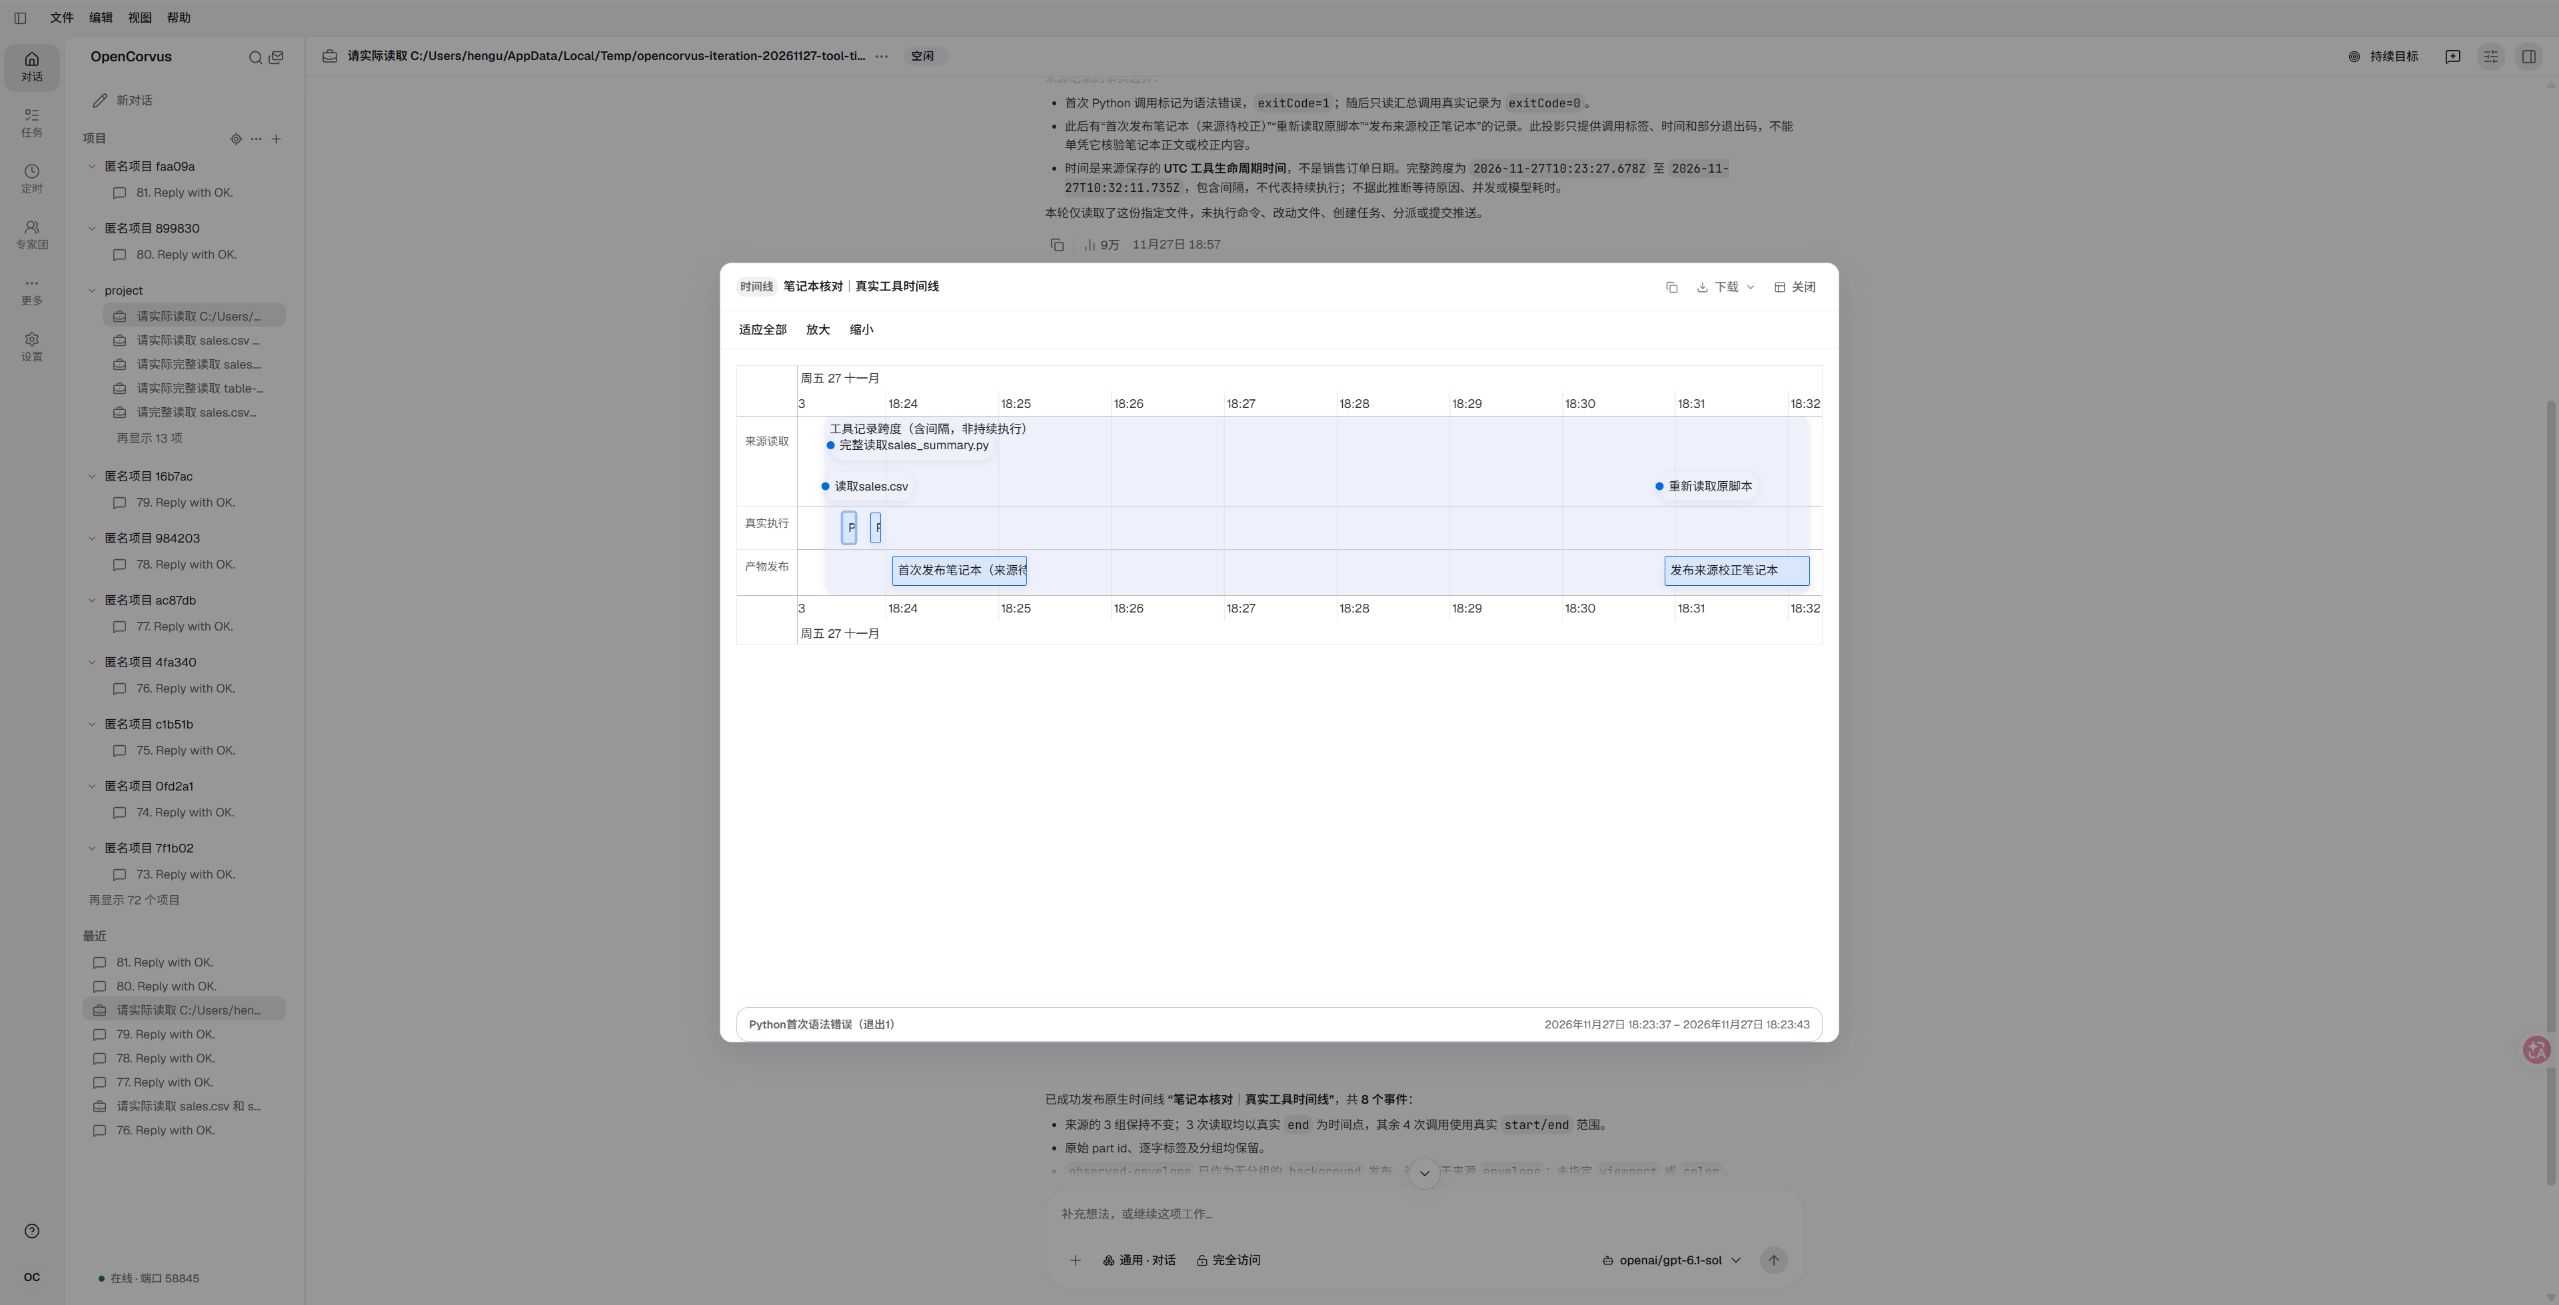 文件 编辑 视图 帮助
对话
任务
定时
专家团
更多
设置
OC
OpenCorvus
新对话
项目
匿名项目 faa09a
81. Reply with OK.
匿名项目 899830
80. Reply with OK.
project
请实际读取 C:/Users/...
请实际读取 sales.csv ...
请实际完整读取 sales....
请实际完整读取 table-...
请完整读取 sales.csv...
再显示 13 项
匿名项目 16b7ac
79. Reply with OK.
匿名项目 984203
78. Reply with OK.
匿名项目 ac87db
77. Reply with OK.
匿名项目 4fa340
76. Reply with OK.
匿名项目 c1b51b
75. Reply with OK.
匿名项目 0fd2a1
74. Reply with OK.
匿名项目 7f1b02
73. Reply with OK.
再显示 72 个项目
最近
81. Reply with OK.
80. Reply with OK.
请实际读取 C:/Users/hen...
79. Reply with OK.
78. Reply with OK.
77. Reply with OK.
请实际读取 sales.csv 和 s...
76. Reply with OK.
在线 · 端口 58845
请实际读取 C:/Users/hengu/AppData/Local/Temp/opencorvus-iteration-20261127-tool-ti... 空闲 持续目标
• 首次 Python 调用标记为语法错误，exitCode=1；随后只读汇总调用真实记录为 exitCode=0。
• 此后有“首次发布笔记本（来源待校正）”“重新读取原脚本”“发布来源校正笔记本”的记录。此投影只提供调用标签、时间和部分退出码，不能
单凭它核验笔记本正文或校正内容。
• 时间是来源保存的 UTC 工具生命周期时间，不是销售订单日期。完整跨度为 2026-11-27T10:23:27.678Z 至 2026-11-
27T10:32:11.735Z，包含间隔，不代表持续执行；不据此推断等待原因、并发或模型耗时。
本轮仅读取了这份指定文件，未执行命令、改动文件、创建任务、分派或提交推送。
9万 11月27日 18:57
时间线 笔记本核对｜真实工具时间线 下载 关闭
适应全部 放大 缩小
周五 27 十一月
3 18:24 18:25 18:26 18:27 18:28 18:29 18:30 18:31 18:32
工具记录跨度（含间隔，非持续执行）
来源读取
完整读取sales_summary.py
读取sales.csv 重新读取原脚本
真实执行 P
产物发布 首次发布笔记本（来源待 发布来源校正笔记本
3 18:24 18:25 18:26 18:27 18:28 18:29 18:30 18:31 18:32
周五 27 十一月
Python首次语法错误（退出1） 2026年11月27日 18:23:37 – 2026年11月27日 18:23:43
已成功发布原生时间线 “笔记本核对｜真实工具时间线”，共 8 个事件：
• 来源的 3 组保持不变；3 次读取均以真实 end 为时间点，其余 4 次调用使用真实 start/end 范围。
• 原始 part id、逐字标签及分组均保留。
• observed-envelope 已作为无分组的 background 发布，于来源 envelope；未指定 viewport 或 color
补充想法，或继续这项工作...
通用 · 对话 完全访问 openai/gpt-6.1-sol